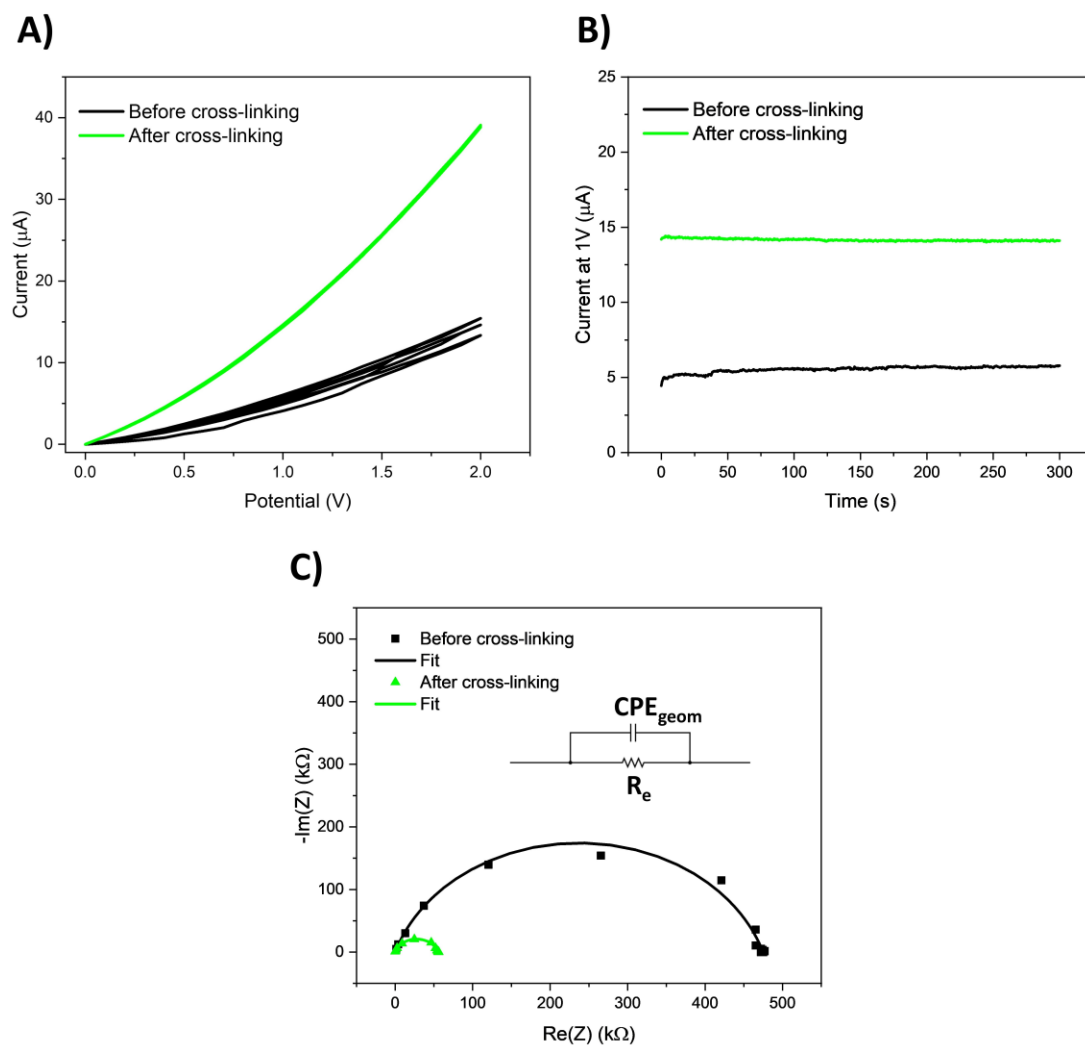 A)
Before cross-linking
After cross-linking
40
30
20
10
0
Current (μA)
0.0 0.5 1.0 1.5 2.0
Potential (V)
B)
25
Before cross-linking
After cross-linking
20
15
10
5
0
Current at 1V (μA)
0 50 100 150 200 250 300
Time (s)
C)
500
Before cross-linking
Fit
After cross-linking
Fit
400
300
200
100
0
-Im(Z) (kΩ)
CPEgeom
Re
0 100 200 300 400 500
Re(Z) (kΩ)